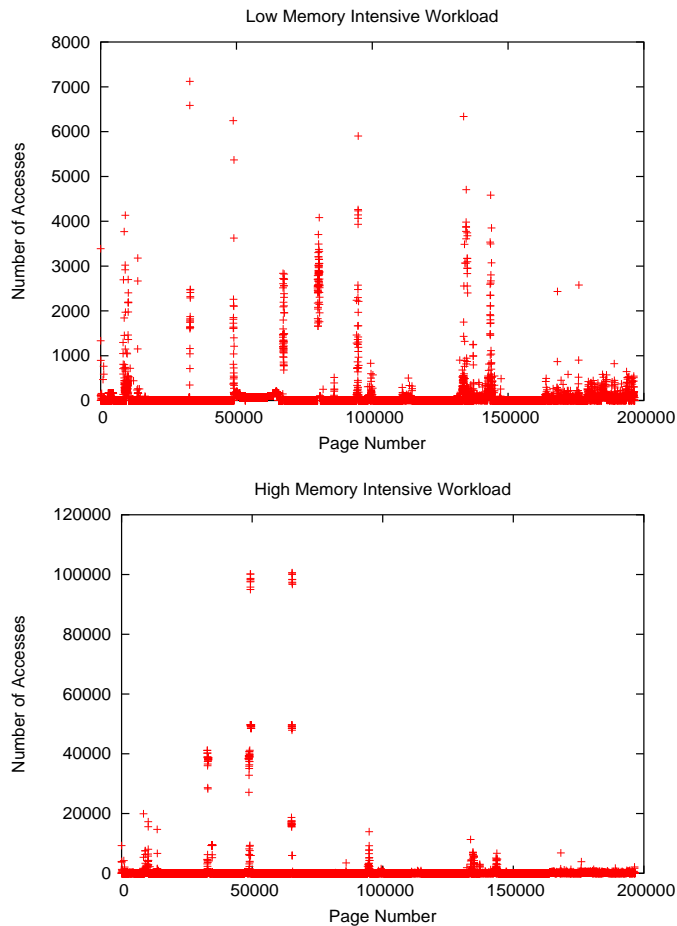 Low Memory Intensive Workload
8000
7000
6000
5000
4000
3000
2000
1000
0
Number of Accesses
0 50000 100000 150000 200000
Page Number
High Memory Intensive Workload
120000
100000
80000
60000
40000
20000
0
Number of Accesses
0 50000 100000 150000 200000
Page Number